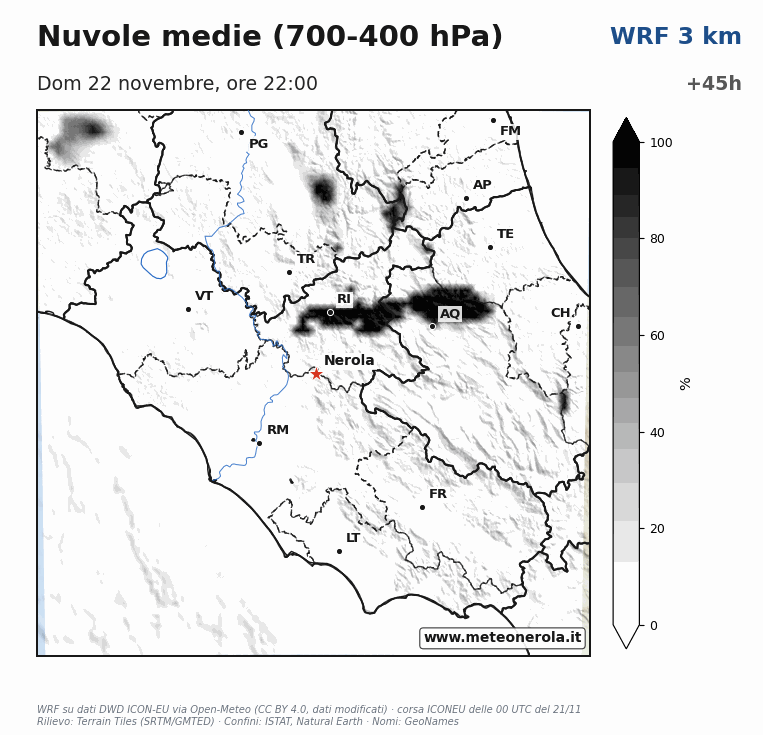 Nuvole medie (700-400 hPa)
WRF 3 km
Dom 22 novembre, ore 22:00
+45h
FM
PG
AP
TE
TR
VT
RI
AQ
CH
Nerola
RM
FR
LT
www.meteonerola.it
100
80
60
40
20
0
%
WRF su dati DWD ICON-EU via Open-Meteo (CC BY 4.0, dati modificati) · corsa ICONEU delle 00 UTC del 21/11
Rilievo: Terrain Tiles (SRTM/GMTED) · Confini: ISTAT, Natural Earth · Nomi: GeoNames